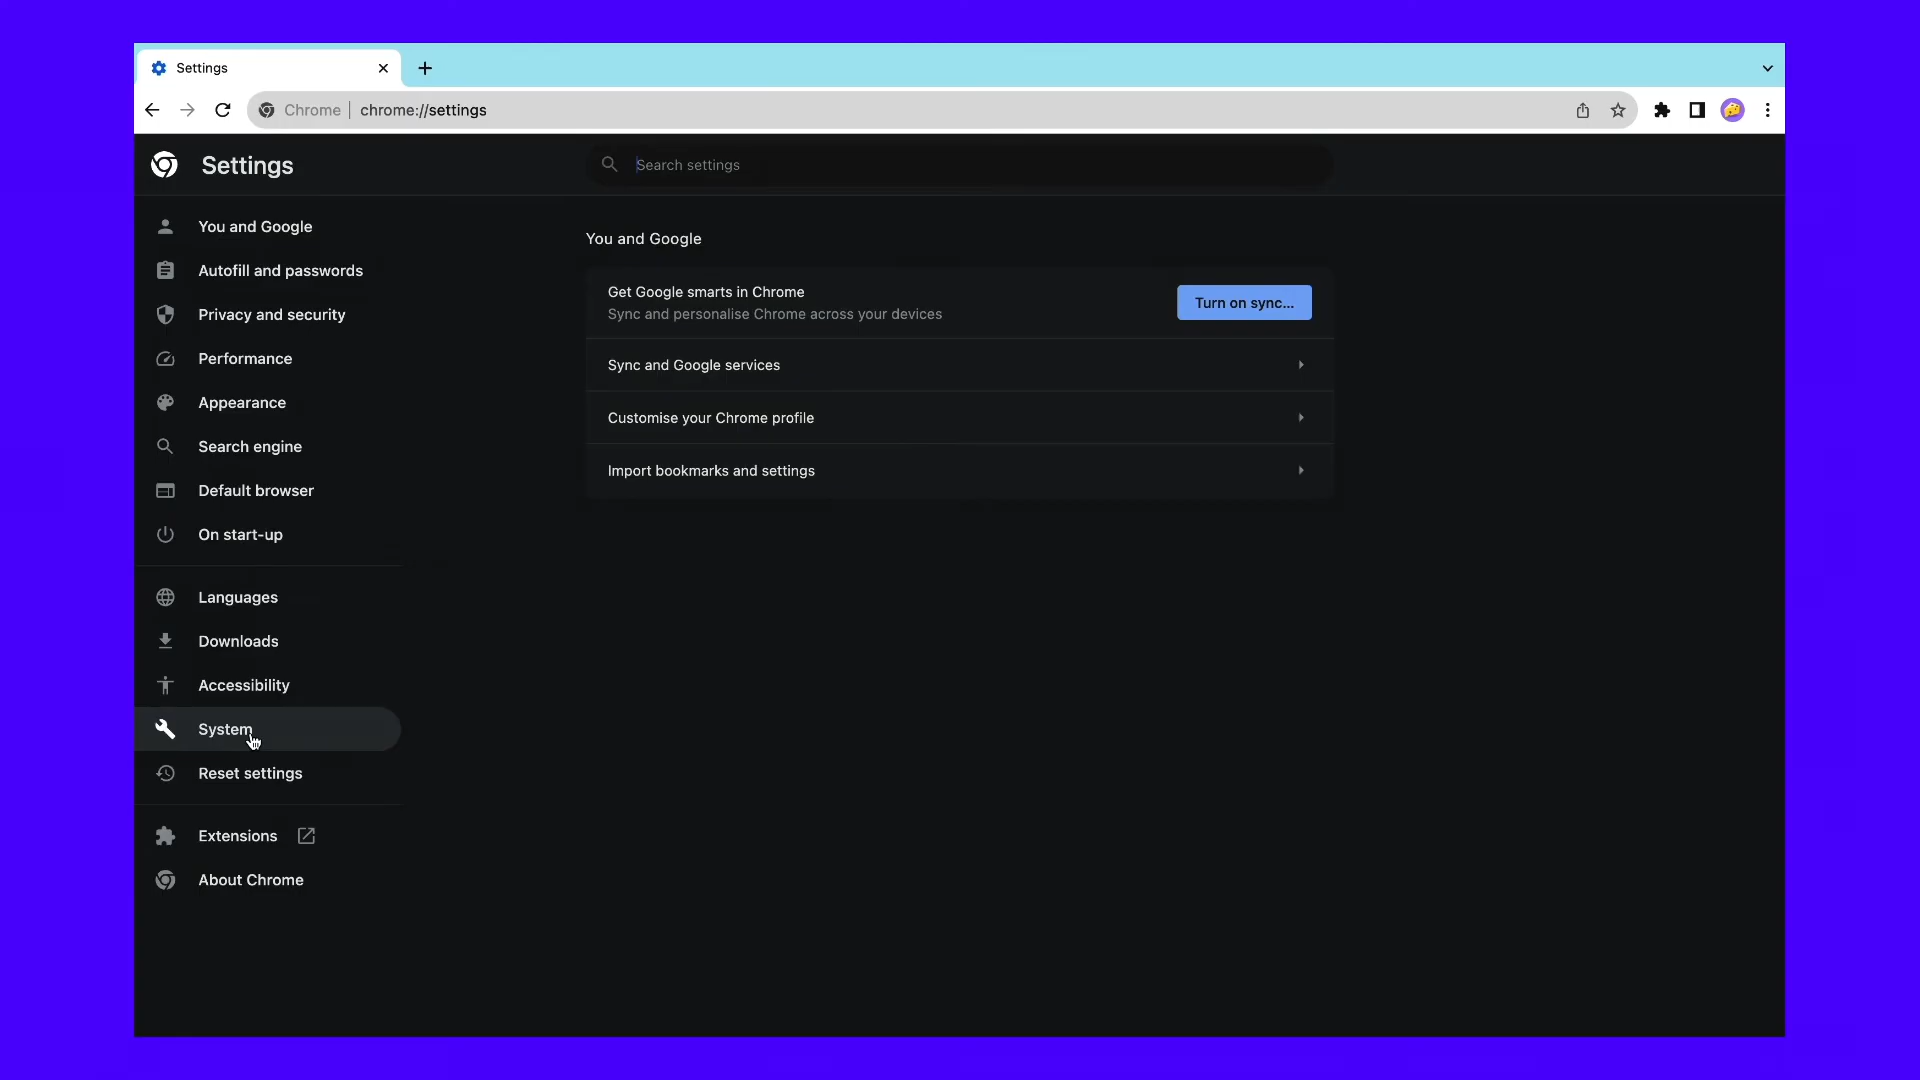 Settings
Chrome | chrome://settings
Settings
Search settings
You and Google
Autofill and passwords
Privacy and security
Performance
Appearance
Search engine
Default browser
On start-up
Languages
Downloads
Accessibility
System
Reset settings
Extensions
About Chrome
You and Google
Get Google smarts in Chrome
Sync and personalise Chrome across your devices
Turn on sync...
Sync and Google services
Customise your Chrome profile
Import bookmarks and settings